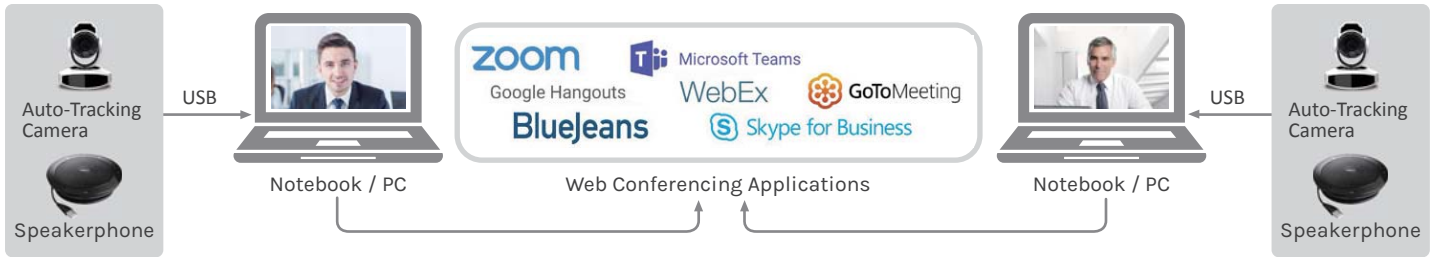 Auto-Tracking
Camera
Speakerphone
USB
Notebook / PC
zoom
Microsoft Teams
Google Hangouts
WebEx
GoToMeeting
BlueJeans
Skype for Business
Web Conferencing Applications
Notebook / PC
USB
Auto-Tracking
Camera
Speakerphone